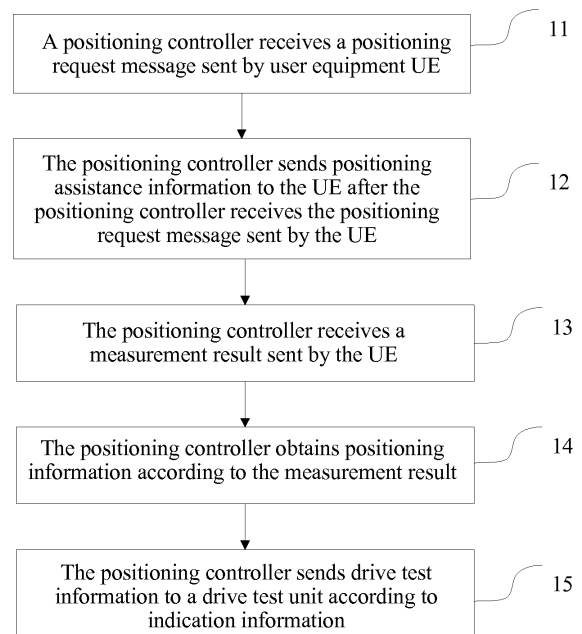 A positioning controller receives a positioning
request message sent by user equipment UE
11
The positioning controller sends positioning
assistance information to the UE after the
positioning controller receives the positioning
request message sent by the UE
12
The positioning controller receives a
measurement result sent by the UE
13
The positioning controller obtains positioning
information according to the measurement result
14
The positioning controller sends drive test
information to a drive test unit according to
indication information
15